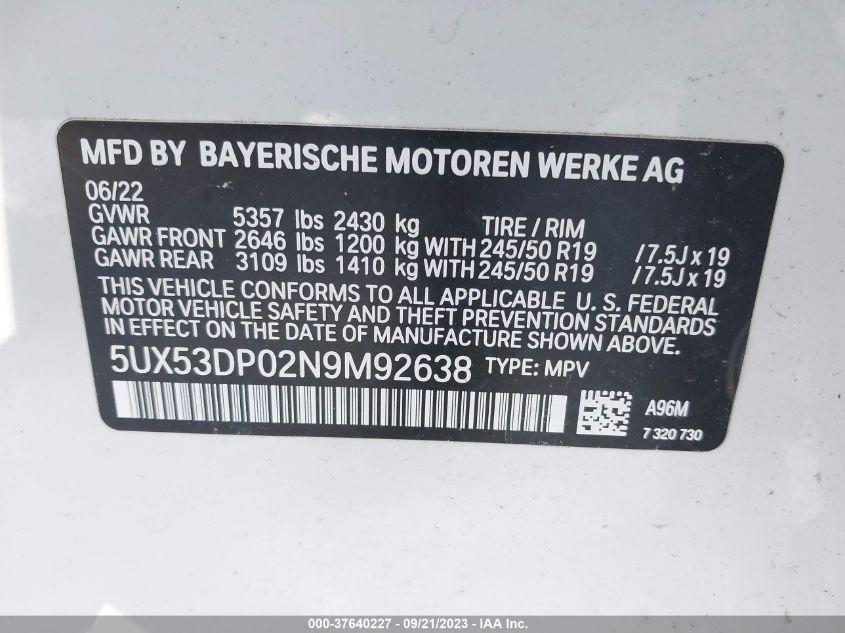 MFD BY BAYERISCHE MOTOREN WERKE AG
06/22
GVWR 5357 lbs 2430 kg TIRE / RIM
GAWR FRONT 2646 lbs 1200 kg WITH 245/50 R19 /7.5J x 19
GAWR REAR 3109 lbs 1410 kg WITH 245/50 R19 /7.5J x 19
THIS VEHICLE CONFORMS TO ALL APPLICABLE U. S. FEDERAL
MOTOR VEHICLE SAFETY AND THEFT PREVENTION STANDARDS
IN EFFECT ON THE DATE OF MANUFACTURE SHOWN ABOVE.
5UX53DP02N9M92638 TYPE: MPV
A96M
7 320 730
000-37640227 - 09/21/2023 - IAA Inc.